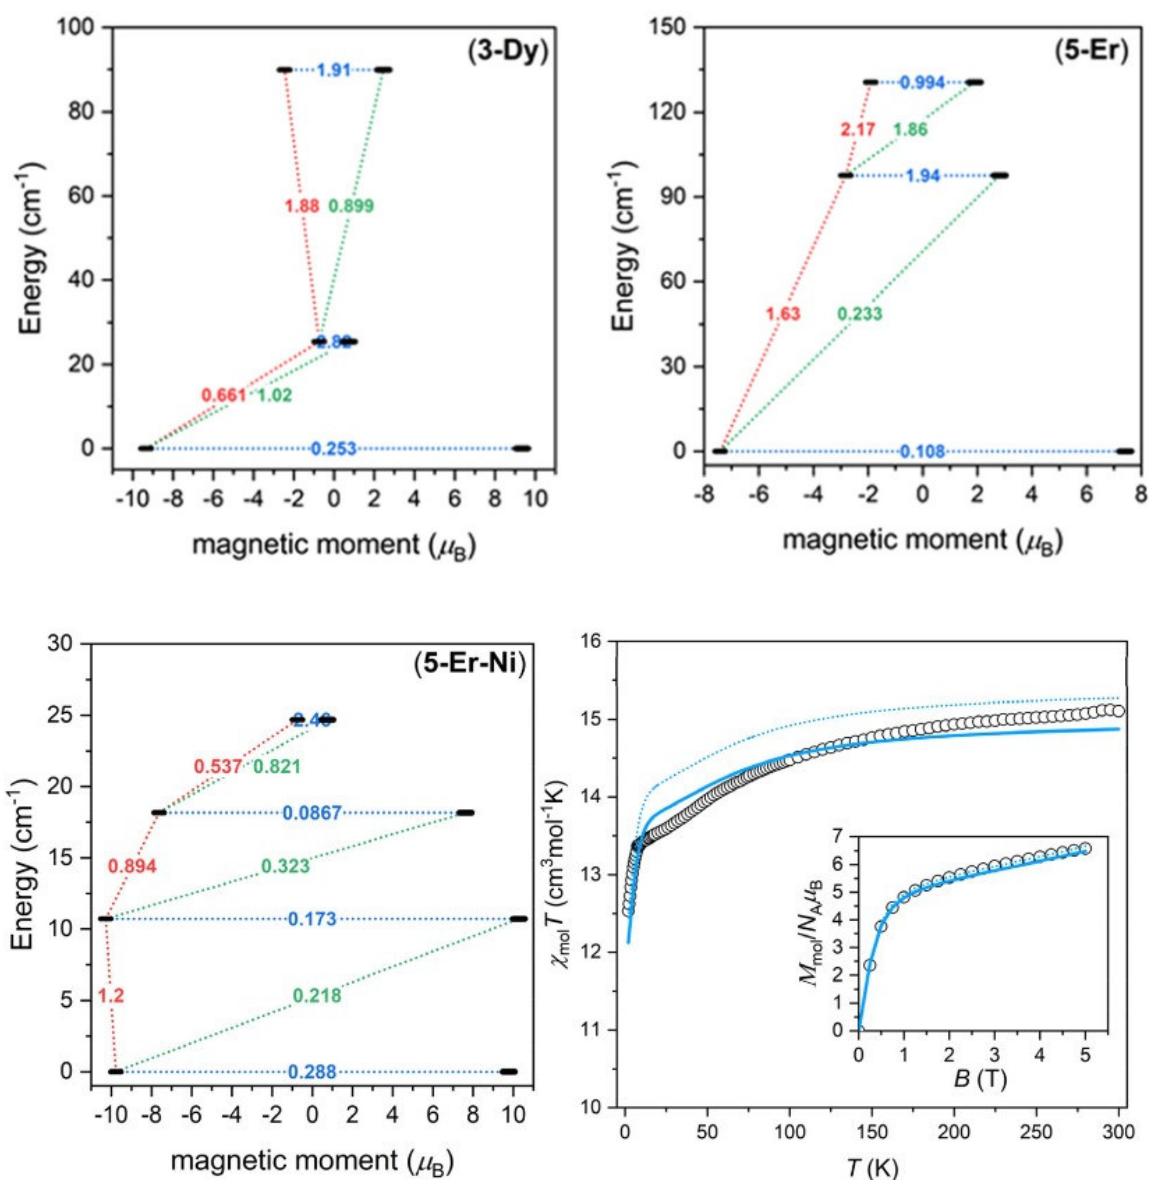 (3-Dy)
100
80
60
40
20
0
Energy (cm⁻¹)
1.91
1.88 0.899
2.82
0.661 1.02
0.253
-10 -8 -6 -4 -2 0 2 4 6 8 10
magnetic moment (μB)
(5-Er)
150
120
90
60
30
0
Energy (cm⁻¹)
0.994
2.17 1.86
1.94
1.63 0.233
0.108
-8 -6 -4 -2 0 2 4 6 8
magnetic moment (μB)
(5-Er-Ni)
30
25
20
15
10
5
0
Energy (cm⁻¹)
0.537 0.821
0.0867
0.894 0.323
0.173
1.2 0.218
0.288
-10 -8 -6 -4 -2 0 2 4 6 8 10
magnetic moment (μB)
16
15
14
13
12
11
10
χmolT (cm³mol⁻¹K)
0 50 100 150 200 250 300
T (K)
7
6
5
4
3
2
1
0
Mmol/NAμB
0 1 2 3 4 5
B (T)